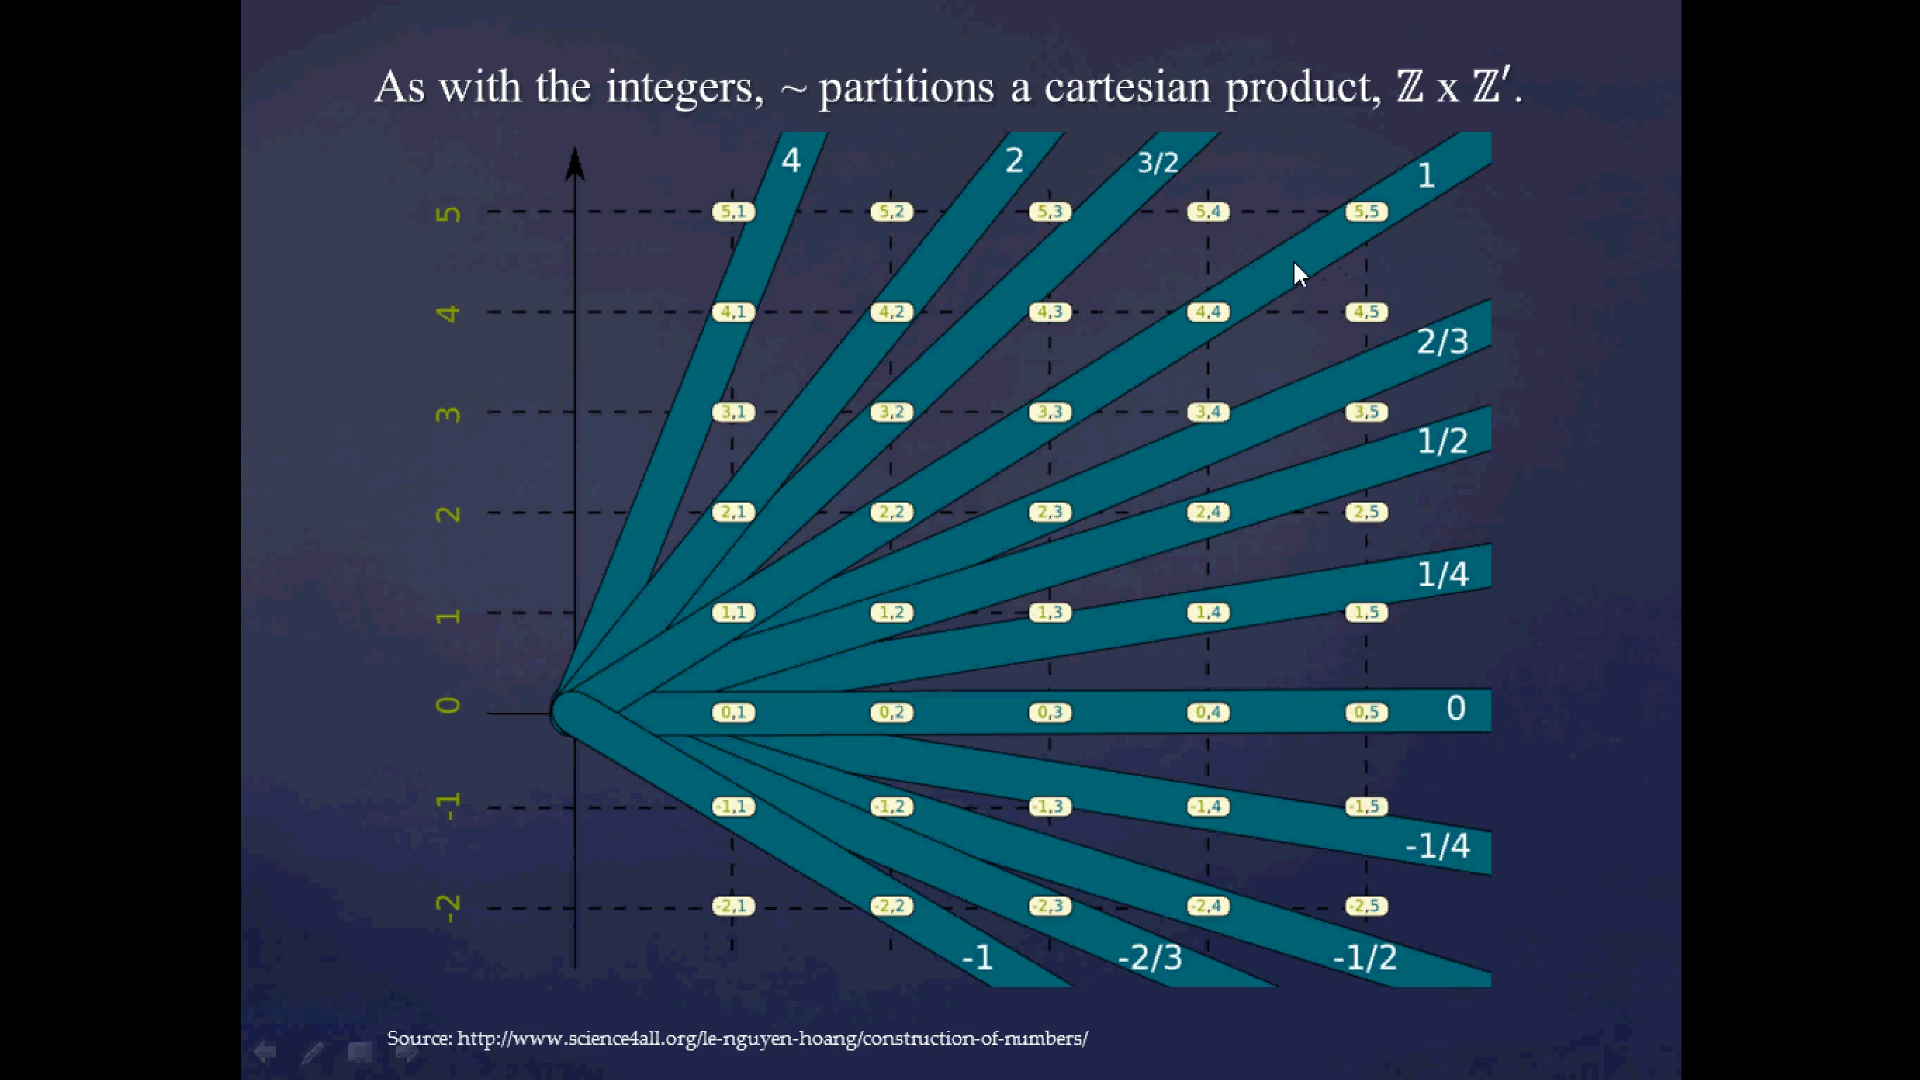 As with the integers, ~ partitions a cartesian product, ℤ x ℤ′.
4 2 3/2 1
5 5,1 5,2 5,3 5,4 5,5
4 4,1 4,2 4,3 4,4 4,5
2/3
3 3,1 3,2 3,3 3,4 3,5
1/2
2 2,1 2,2 2,3 2,4 2,5
1/4
1 1,1 1,2 1,3 1,4 1,5
0 0,1 0,2 0,3 0,4 0,5 0
-1 -1,1 -1,2 -1,3 -1,4 -1,5
-1/4
-2 -2,1 -2,2 -2,3 -2,4 -2,5
-1 -2/3 -1/2
Source: http://www.science4all.org/le-nguyen-hoang/construction-of-numbers/